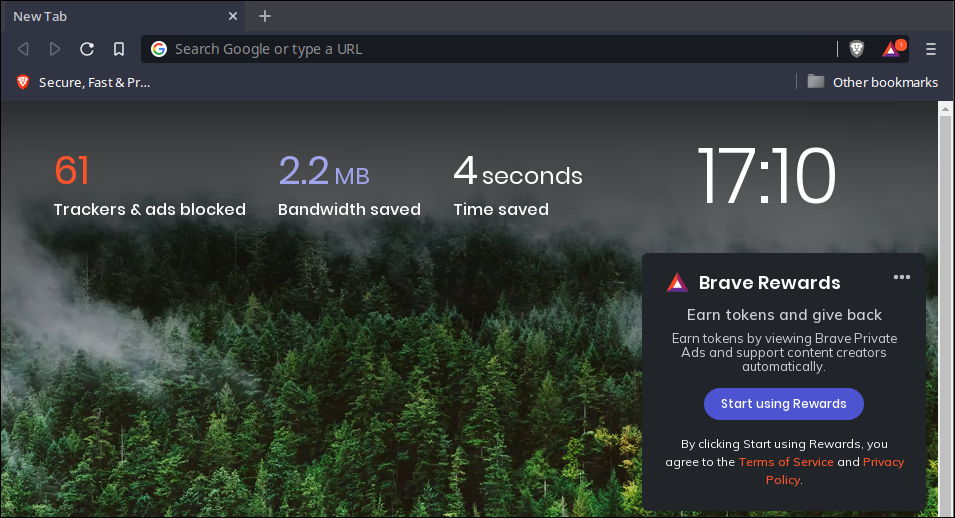 New Tab
Search Google or type a URL
1
Secure, Fast & Pr...
Other bookmarks
61
Trackers & ads blocked
2.2 MB
Bandwidth saved
4 seconds
Time saved
17:10
Brave Rewards
Earn tokens and give back
Earn tokens by viewing Brave Private
Ads and support content creators
automatically.
Start using Rewards
By clicking Start using Rewards, you
agree to the Terms of Service and Privacy
Policy.